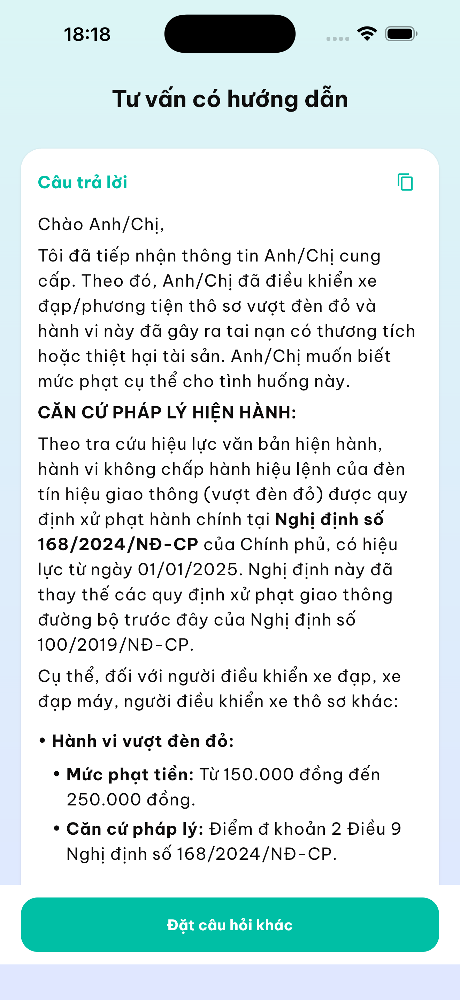 18:18
Tư vấn có hướng dẫn
Câu trả lời
Chào Anh/Chị,
Tôi đã tiếp nhận thông tin Anh/Chị cung
cấp. Theo đó, Anh/Chị đã điều khiển xe
đạp/phương tiện thô sơ vượt đèn đỏ và
hành vi này đã gây ra tai nạn có thương tích
hoặc thiệt hại tài sản. Anh/Chị muốn biết
mức phạt cụ thể cho tình huống này.
CĂN CỨ PHÁP LÝ HIỆN HÀNH:
Theo tra cứu hiệu lực văn bản hiện hành,
hành vi không chấp hành hiệu lệnh của đèn
tín hiệu giao thông (vượt đèn đỏ) được quy
định xử phạt hành chính tại Nghị định số
168/2024/NĐ-CP của Chính phủ, có hiệu
lực từ ngày 01/01/2025. Nghị định này đã
thay thế các quy định xử phạt giao thông
đường bộ trước đây của Nghị định số
100/2019/NĐ-CP.
Cụ thể, đối với người điều khiển xe đạp, xe
đạp máy, người điều khiển xe thô sơ khác:
• Hành vi vượt đèn đỏ:
• Mức phạt tiền: Từ 150.000 đồng đến
250.000 đồng.
• Căn cứ pháp lý: Điểm đ khoản 2 Điều 9
Nghị định số 168/2024/NĐ-CP.
Đặt câu hỏi khác